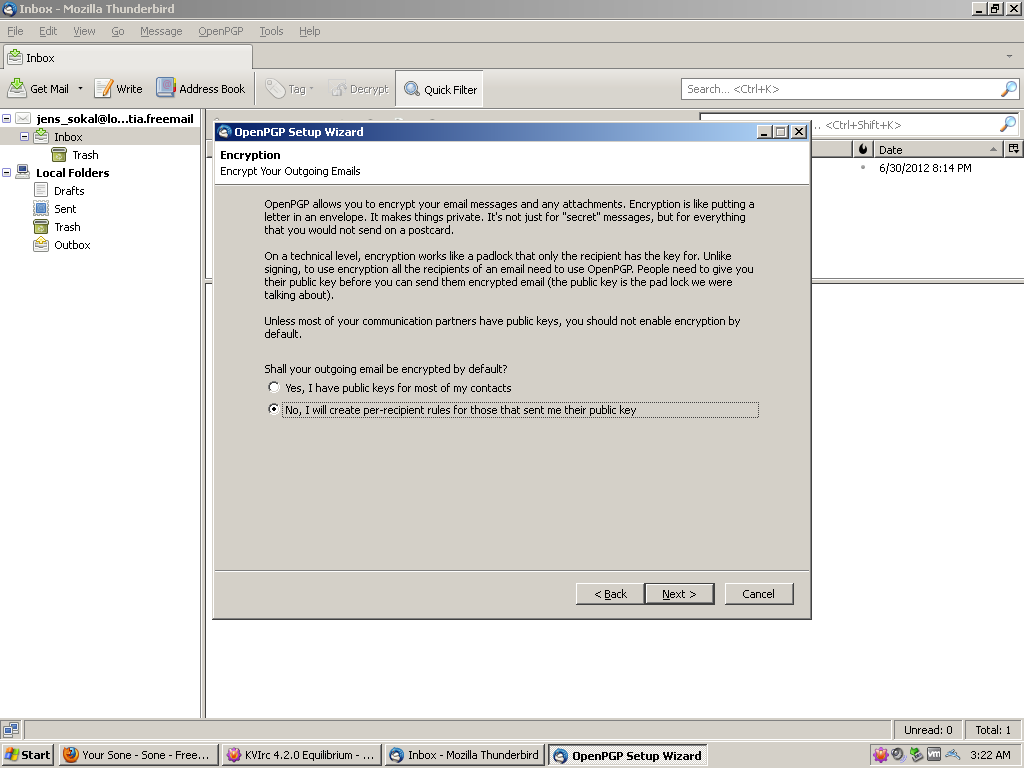 Inbox - Mozilla Thunderbird
File Edit View Go Message OpenPGP Tools Help
Inbox
Get Mail Write Address Book Tag Decrypt Quick Filter Search... <Ctrl+K>
jens_sokal@lo...tia.freemail
Inbox
Trash
Local Folders
Drafts
Sent
Trash
Outbox
... <Ctrl+Shift+K>
Date
6/30/2012 8:14 PM
OpenPGP Setup Wizard
Encryption
Encrypt Your Outgoing Emails
OpenPGP allows you to encrypt your email messages and any attachments. Encryption is like putting a
letter in an envelope. It makes things private. It's not just for "secret" messages, but for everything
that you would not send on a postcard.
On a technical level, encryption works like a padlock that only the recipient has the key for. Unlike
signing, to use encryption all the recipients of an email need to use OpenPGP. People need to give you
their public key before you can send them encrypted email (the public key is the pad lock we were
talking about).
Unless most of your communication partners have public keys, you should not enable encryption by
default.
Shall your outgoing email be encrypted by default?
Yes, I have public keys for most of my contacts
No, I will create per-recipient rules for those that sent me their public key
< Back Next > Cancel
Unread: 0 Total: 1
Start Your Sone - Sone - Free... KVIrc 4.2.0 Equilibrium - ... Inbox - Mozilla Thunderbird OpenPGP Setup Wizard 3:22 AM